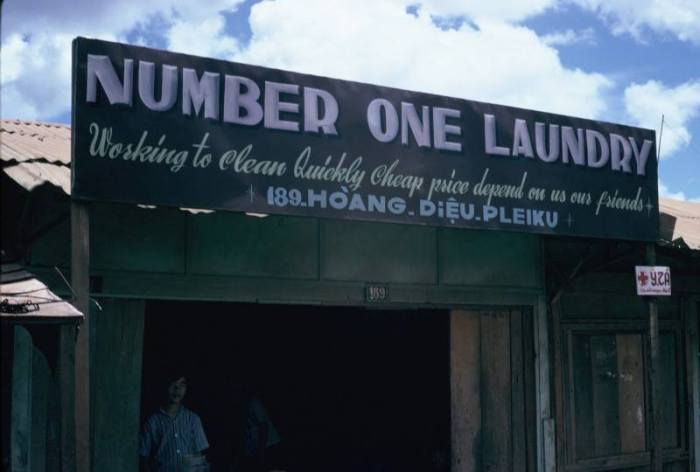 NUMBER ONE LAUNDRY
Working to Clean Quickly Cheap price depend on us our friends
189-HOÀNG-DIỆU-PLEIKU
189
Y.TÁ